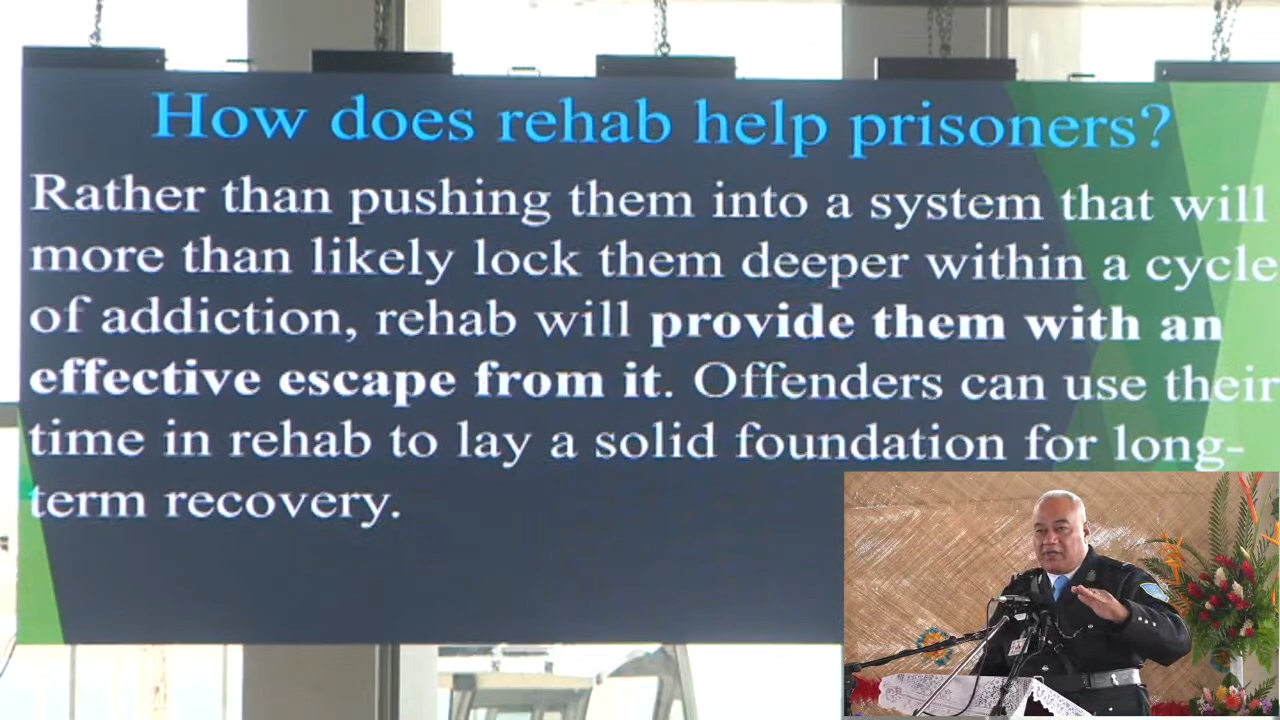 How does rehab help prisoners?
Rather than pushing them into a system that will
more than likely lock them deeper within a cycle
of addiction, rehab will provide them with an
effective escape from it. Offenders can use their
time in rehab to lay a solid foundation for long-
term recovery.